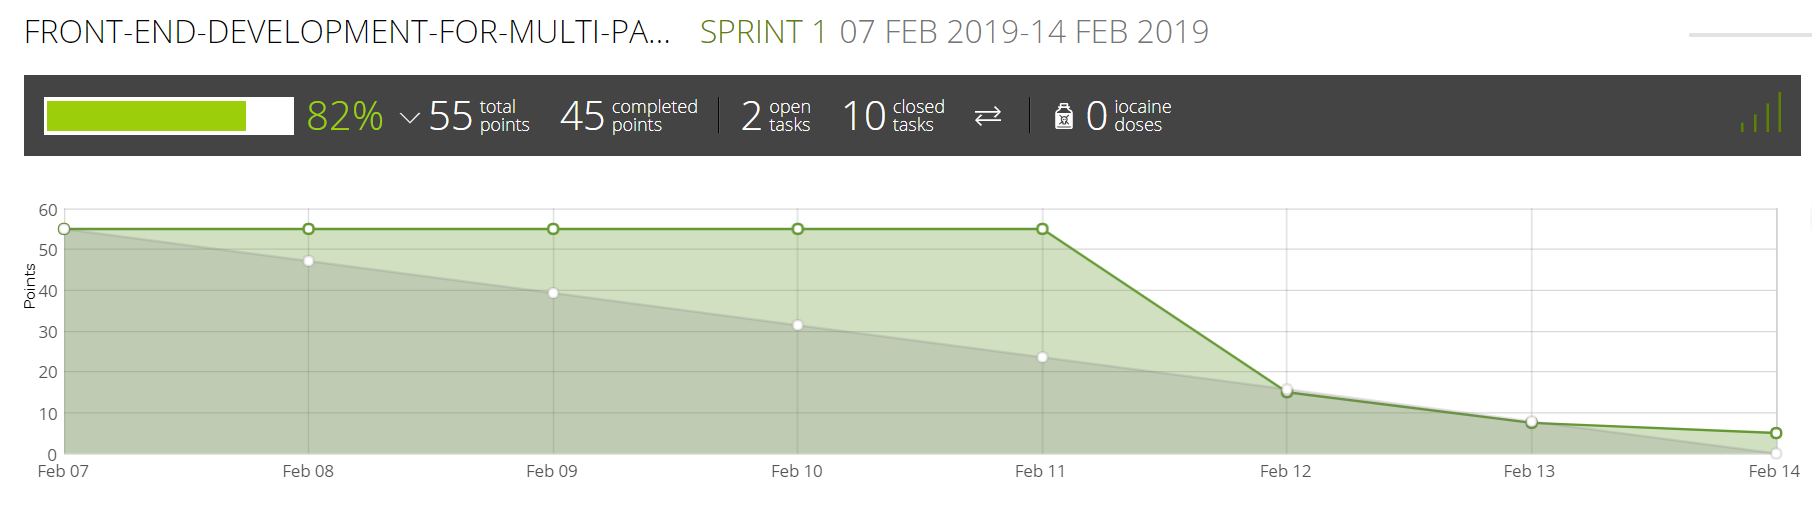 FRONT-END-DEVELOPMENT-FOR-MULTI-PA... SPRINT 1 07 FEB 2019-14 FEB 2019
82% 55 total points 45 completed points 2 open tasks 10 closed tasks 0 iocaine doses
60
50
40
30
20
10
0
Points
Feb 07 Feb 08 Feb 09 Feb 10 Feb 11 Feb 12 Feb 13 Feb 14